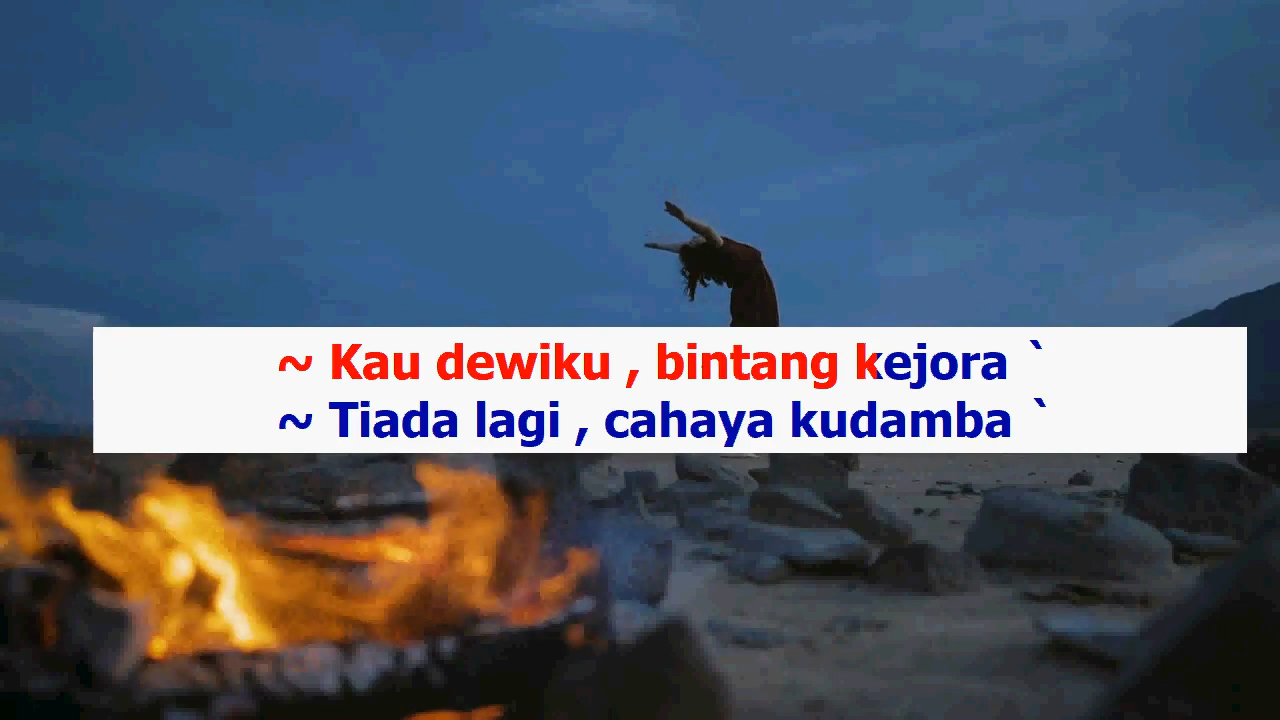 ~ Kau dewiku , bintang kejora `
~ Tiada lagi , cahaya kudamba `